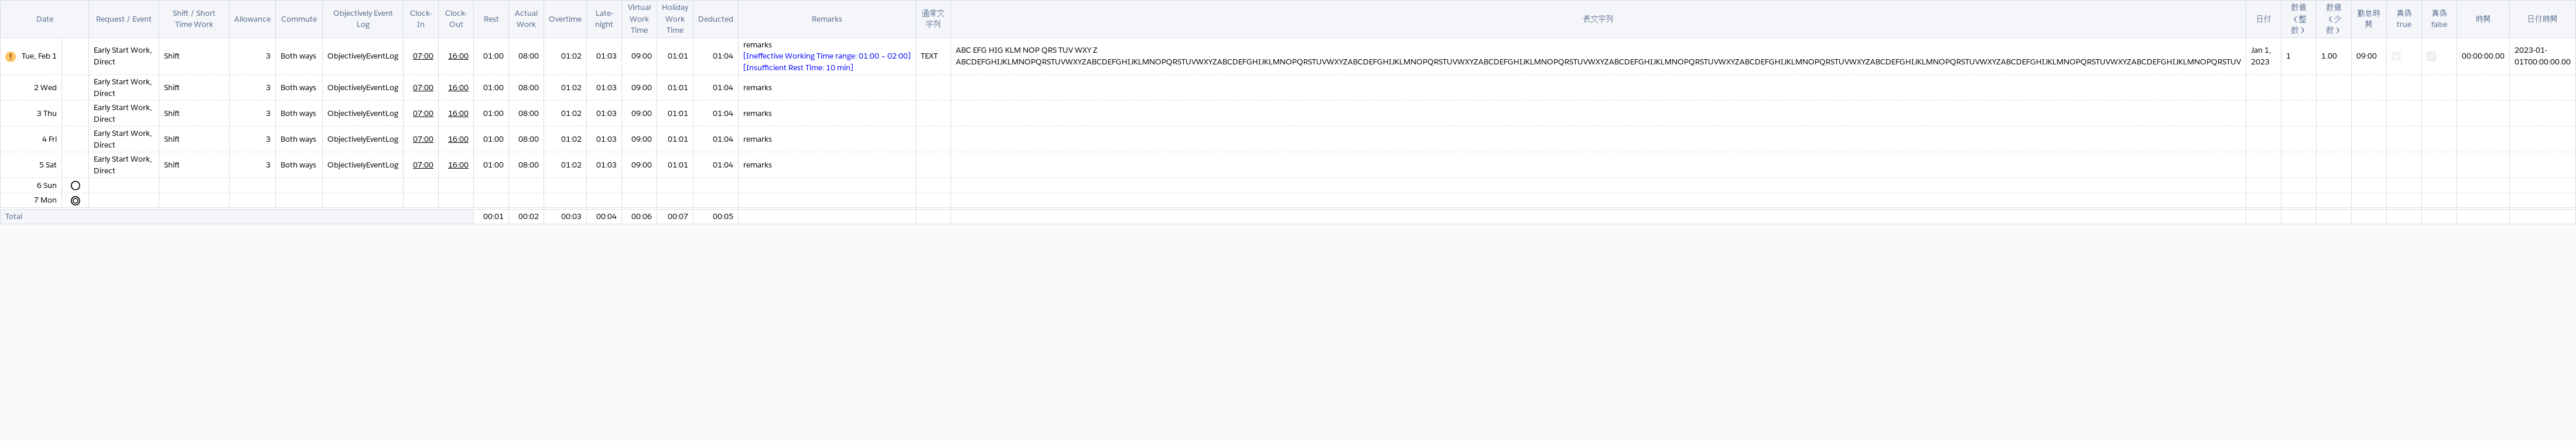 Date Request / Event Shift / Short Time Work Allowance Commute Objectively Event Log Clock-In Clock-Out Rest Actual Work Overtime Late-night Virtual Work Time Holiday Work Time Deducted Remarks 通常文字列 長文字列 日付 数値（整数） 数値（少数） 勤怠時間 真偽 true 真偽 false 時間 日付時間
Tue, Feb 1 Early Start Work, Direct Shift 3 Both ways ObjectivelyEventLog 07:00 16:00 01:00 08:00 01:02 01:03 09:00 01:01 01:04 remarks
[Ineffective Working Time range: 01:00 – 02:00]
[Insufficient Rest Time: 10 min]
TEXT
ABC EFG HIG KLM NOP QRS TUV WXY Z
ABCDEFGHIJKLMNOPQRSTUVWXYZABCDEFGHIJKLMNOPQRSTUVWXYZABCDEFGHIJKLMNOPQRSTUVWXYZABCDEFGHIJKLMNOPQRSTUVWXYZABCDEFGHIJKLMNOPQRSTUVWXYZABCDEFGHIJKLMNOPQRSTUVWXYZABCDEFGHIJKLMNOPQRSTUVWXYZABCDEFGHIJKLMNOPQRSTUVWXYZABCDEFGHIJKLMNOPQRSTUVWXYZABCDEFGHIJKLMNOPQRSTUV
Jan 1, 2023 1 1.00 09:00 00:00:00.00 2023-01-01T00:00:00.00
2 Wed Early Start Work, Direct Shift 3 Both ways ObjectivelyEventLog 07:00 16:00 01:00 08:00 01:02 01:03 09:00 01:01 01:04 remarks
3 Thu Early Start Work, Direct Shift 3 Both ways ObjectivelyEventLog 07:00 16:00 01:00 08:00 01:02 01:03 09:00 01:01 01:04 remarks
4 Fri Early Start Work, Direct Shift 3 Both ways ObjectivelyEventLog 07:00 16:00 01:00 08:00 01:02 01:03 09:00 01:01 01:04 remarks
5 Sat Early Start Work, Direct Shift 3 Both ways ObjectivelyEventLog 07:00 16:00 01:00 08:00 01:02 01:03 09:00 01:01 01:04 remarks
6 Sun
7 Mon
Total 00:01 00:02 00:03 00:04 00:06 00:07 00:05